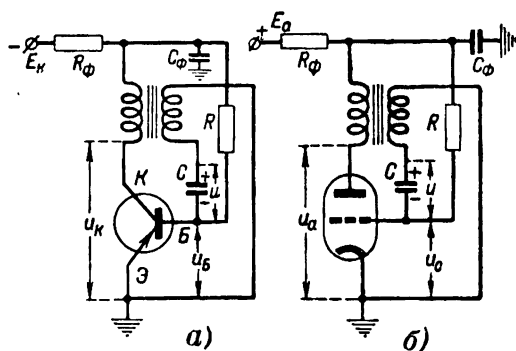 - Eк Rф Cф
R
C + - u
К
Б
Э
uк
uБ
а)
+ Eа Rф Cф
R
C + - u
uа
uс
б)